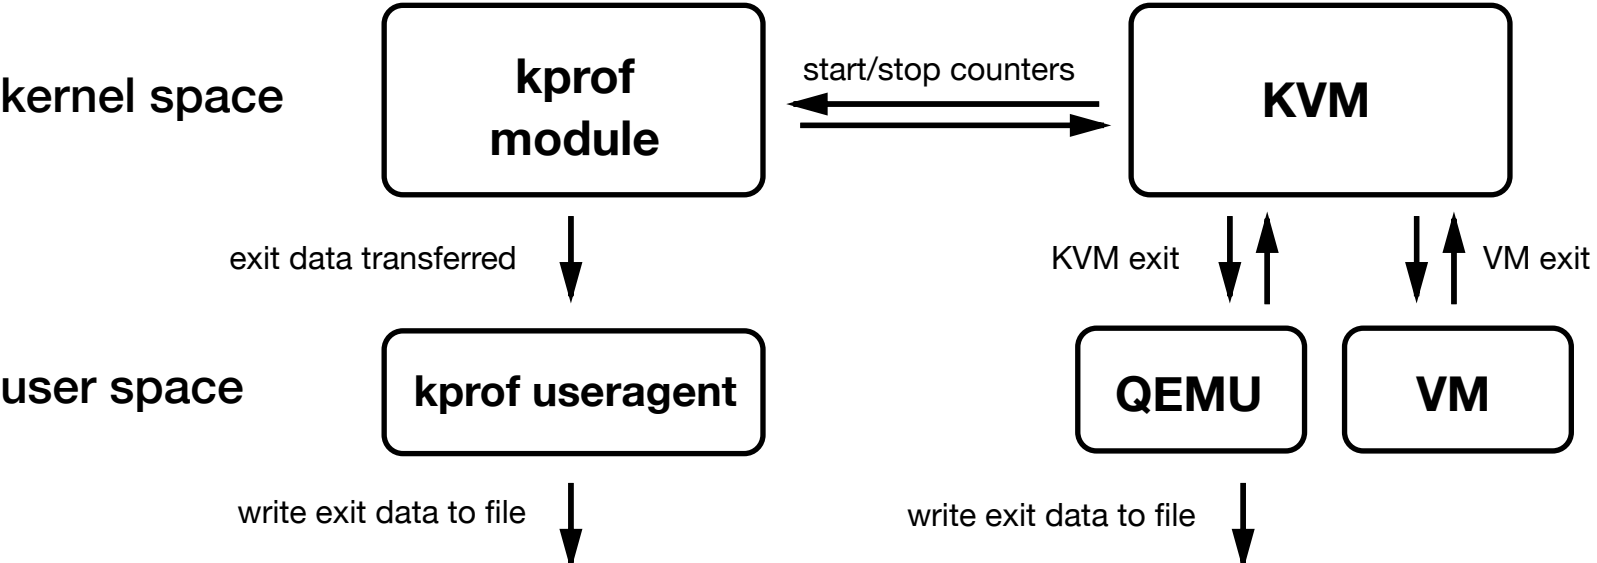 kernel space
kprof
module
start/stop counters
KVM
exit data transferred
KVM exit
VM exit
user space
kprof useragent
QEMU
VM
write exit data to file
write exit data to file